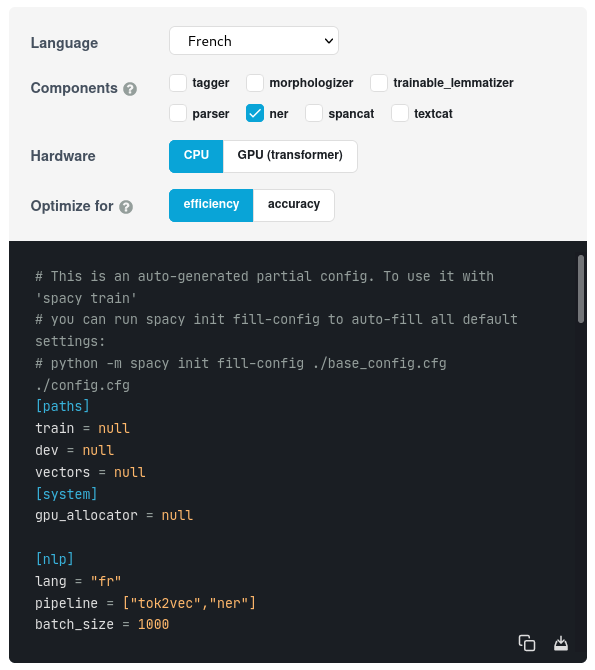 Language French
Components ? tagger morphologizer trainable_lemmatizer
parser ner spancat textcat
Hardware CPU GPU (transformer)
Optimize for ? efficiency accuracy
# This is an auto-generated partial config. To use it with
'spacy train'
# you can run spacy init fill-config to auto-fill all default
settings:
# python -m spacy init fill-config ./base_config.cfg
./config.cfg
[paths]
train = null
dev = null
vectors = null
[system]
gpu_allocator = null
[nlp]
lang = "fr"
pipeline = ["tok2vec","ner"]
batch_size = 1000